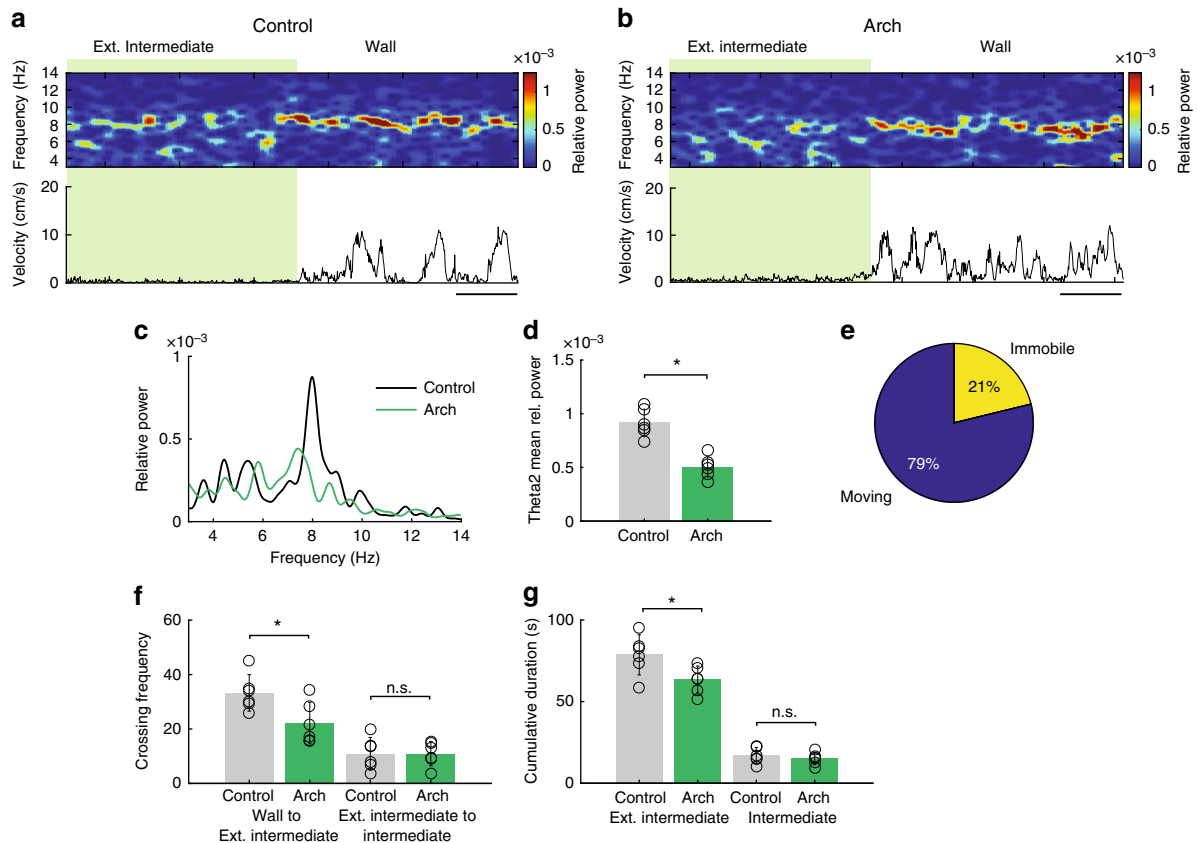 a
Control
Ext. Intermediate
Wall
×10⁻³
Frequency (Hz)
14
12
10
8
6
4
1
0.5
0
Relative power
Velocity (cm/s)
20
10
0
b
Arch
Ext. intermediate
Wall
×10⁻³
Frequency (Hz)
14
12
10
8
6
4
1
0.5
0
Relative power
Velocity (cm/s)
20
10
0
c
×10⁻³
Relative power
1
0.5
0
Control
Arch
4 6 8 10 12 14
Frequency (Hz)
d
×10⁻³
Theta2 mean rel. power
1.5
1
0.5
0
*
Control Arch
e
Immobile
21%
79%
Moving
f
Crossing frequency
60
40
20
0
*
n.s.
Control Arch Control Arch
Wall to Ext. intermediate
Ext. intermediate to intermediate
g
Cumulative duration (s)
100
50
0
*
n.s.
Control Arch Control Arch
Ext. intermediate Intermediate